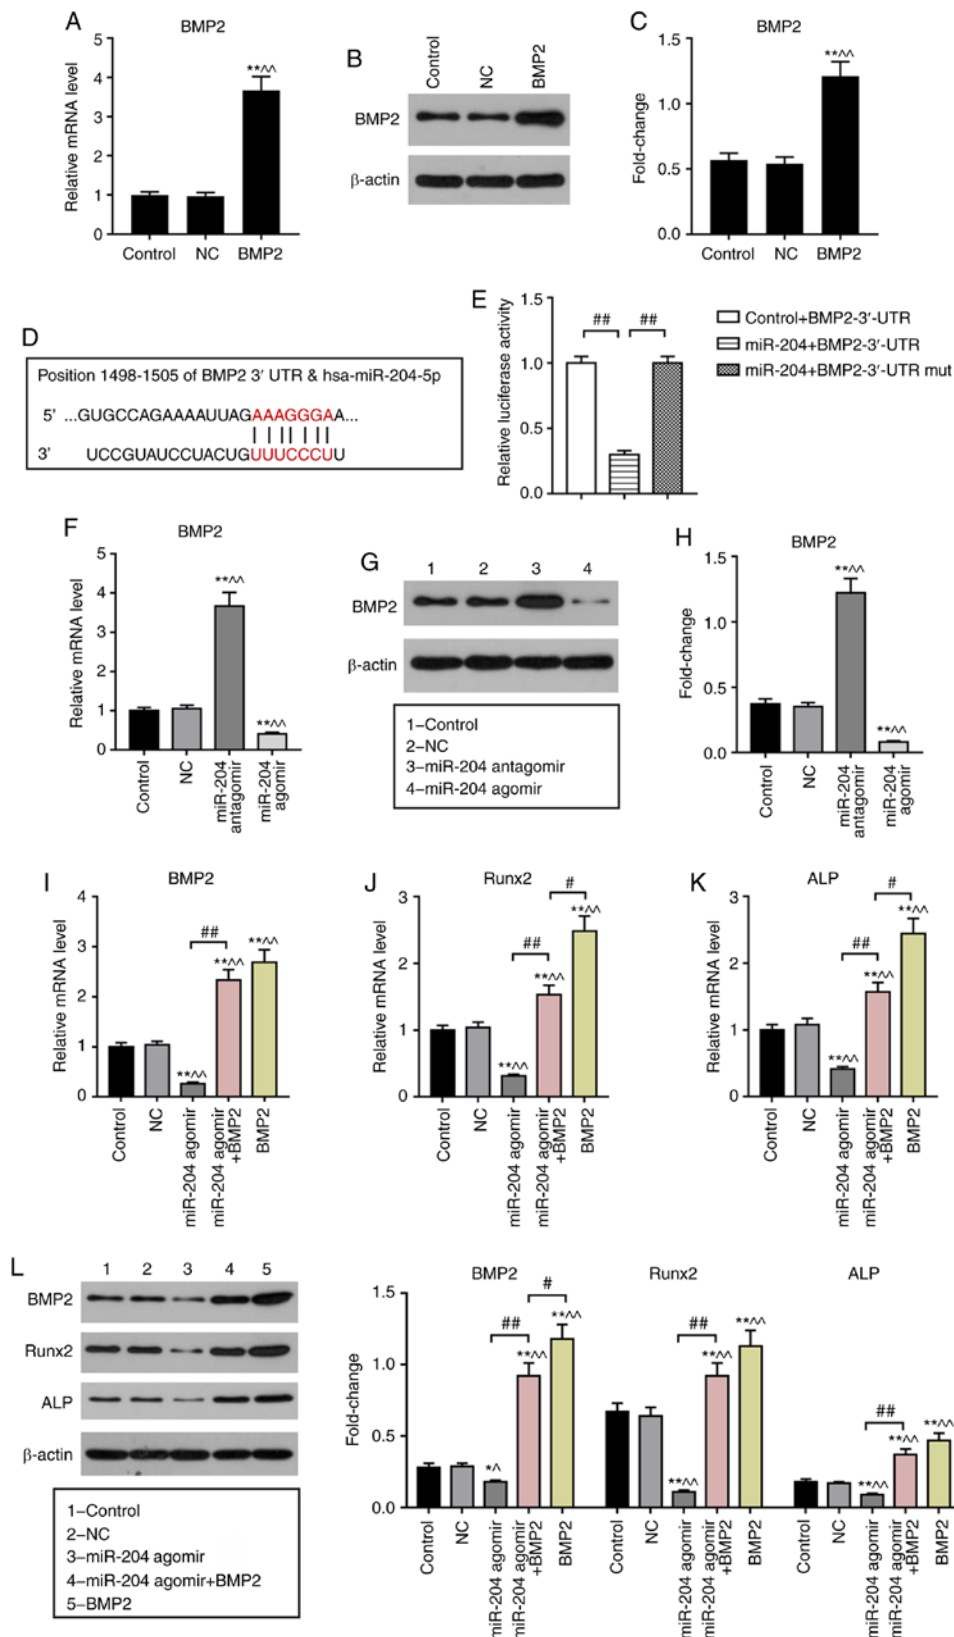 A
BMP2
Relative mRNA level
5
4
3
2
1
0
**^^
Control
NC
BMP2
B
Control
NC
BMP2
BMP2
β-actin
C
BMP2
Fold-change
1.5
1.0
0.5
0.0
**^^
Control
NC
BMP2
D
Position 1498-1505 of BMP2 3′ UTR & hsa-miR-204-5p
5′ ...GUGCCAGAAAAUUAGAAAGGGAA...
3′ UCCGUAUCCUACUGUUUCCCUU
E
Relative luciferase activity
1.5
1.0
0.5
0.0
##
##
Control+BMP2-3′-UTR
miR-204+BMP2-3′-UTR
miR-204+BMP2-3′-UTR mut
F
BMP2
Relative mRNA level
5
4
3
2
1
0
**^^
**^^
Control
NC
miR-204
antagomir
miR-204
agomir
G
1 2 3 4
BMP2
β-actin
1–Control
2–NC
3–miR-204 antagomir
4–miR-204 agomir
H
BMP2
Fold-change
1.5
1.0
0.5
0.0
**^^
**^^
Control
NC
miR-204
antagomir
miR-204
agomir
I
BMP2
Relative mRNA level
4
3
2
1
0
##
**^^
**^^
**^^
Control
NC
miR-204 agomir
miR-204 agomir
+BMP2
BMP2
J
Runx2
Relative mRNA level
3
2
1
0
#
##
**^^
**^^
**^^
Control
NC
miR-204 agomir
miR-204 agomir
+BMP2
BMP2
K
ALP
Relative mRNA level
3
2
1
0
#
##
**^^
**^^
**^^
Control
NC
miR-204 agomir
miR-204 agomir
+BMP2
BMP2
L
1 2 3 4 5
BMP2
Runx2
ALP
β-actin
1–Control
2–NC
3–miR-204 agomir
4–miR-204 agomir+BMP2
5–BMP2
Fold-change
1.5
1.0
0.5
0.0
BMP2
#
##
*^
**^^
**^^
Control
NC
miR-204 agomir
miR-204 agomir
+BMP2
BMP2
Runx2
##
**^^
**^^
**^^
Control
NC
miR-204 agomir
miR-204 agomir
+BMP2
BMP2
ALP
##
**^^
**^^
**^^
Control
NC
miR-204 agomir
miR-204 agomir
+BMP2
BMP2